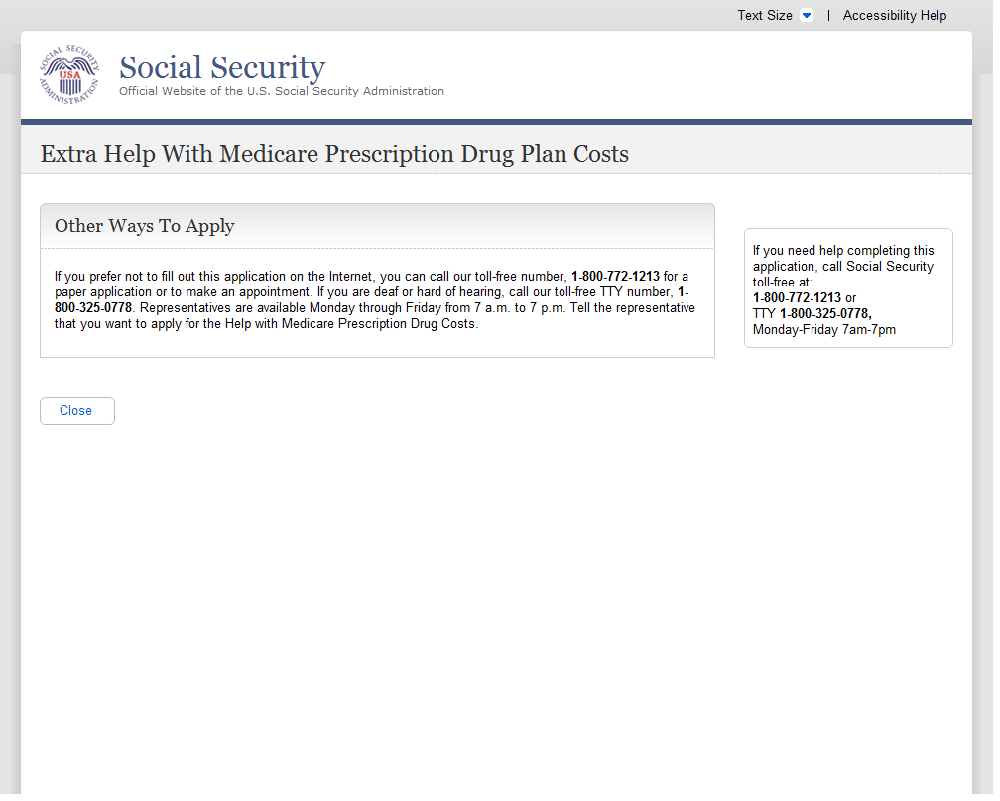 Text Size | Accessibility Help
SOCIAL SECURITY ADMINISTRATION
USA
Social Security
Official Website of the U.S. Social Security Administration
Extra Help With Medicare Prescription Drug Plan Costs
Other Ways To Apply
If you prefer not to fill out this application on the Internet, you can call our toll-free number, 1-800-772-1213 for a
paper application or to make an appointment. If you are deaf or hard of hearing, call our toll-free TTY number, 1-
800-325-0778. Representatives are available Monday through Friday from 7 a.m. to 7 p.m. Tell the representative
that you want to apply for the Help with Medicare Prescription Drug Costs.
If you need help completing this
application, call Social Security
toll-free at:
1-800-772-1213 or
TTY 1-800-325-0778,
Monday-Friday 7am-7pm
Close